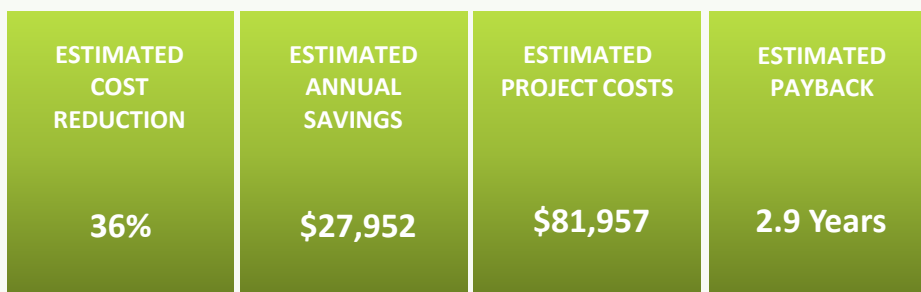 ESTIMATED
COST
REDUCTION
36%
ESTIMATED
ANNUAL
SAVINGS
$27,952
ESTIMATED
PROJECT COSTS
$81,957
ESTIMATED
PAYBACK
2.9 Years